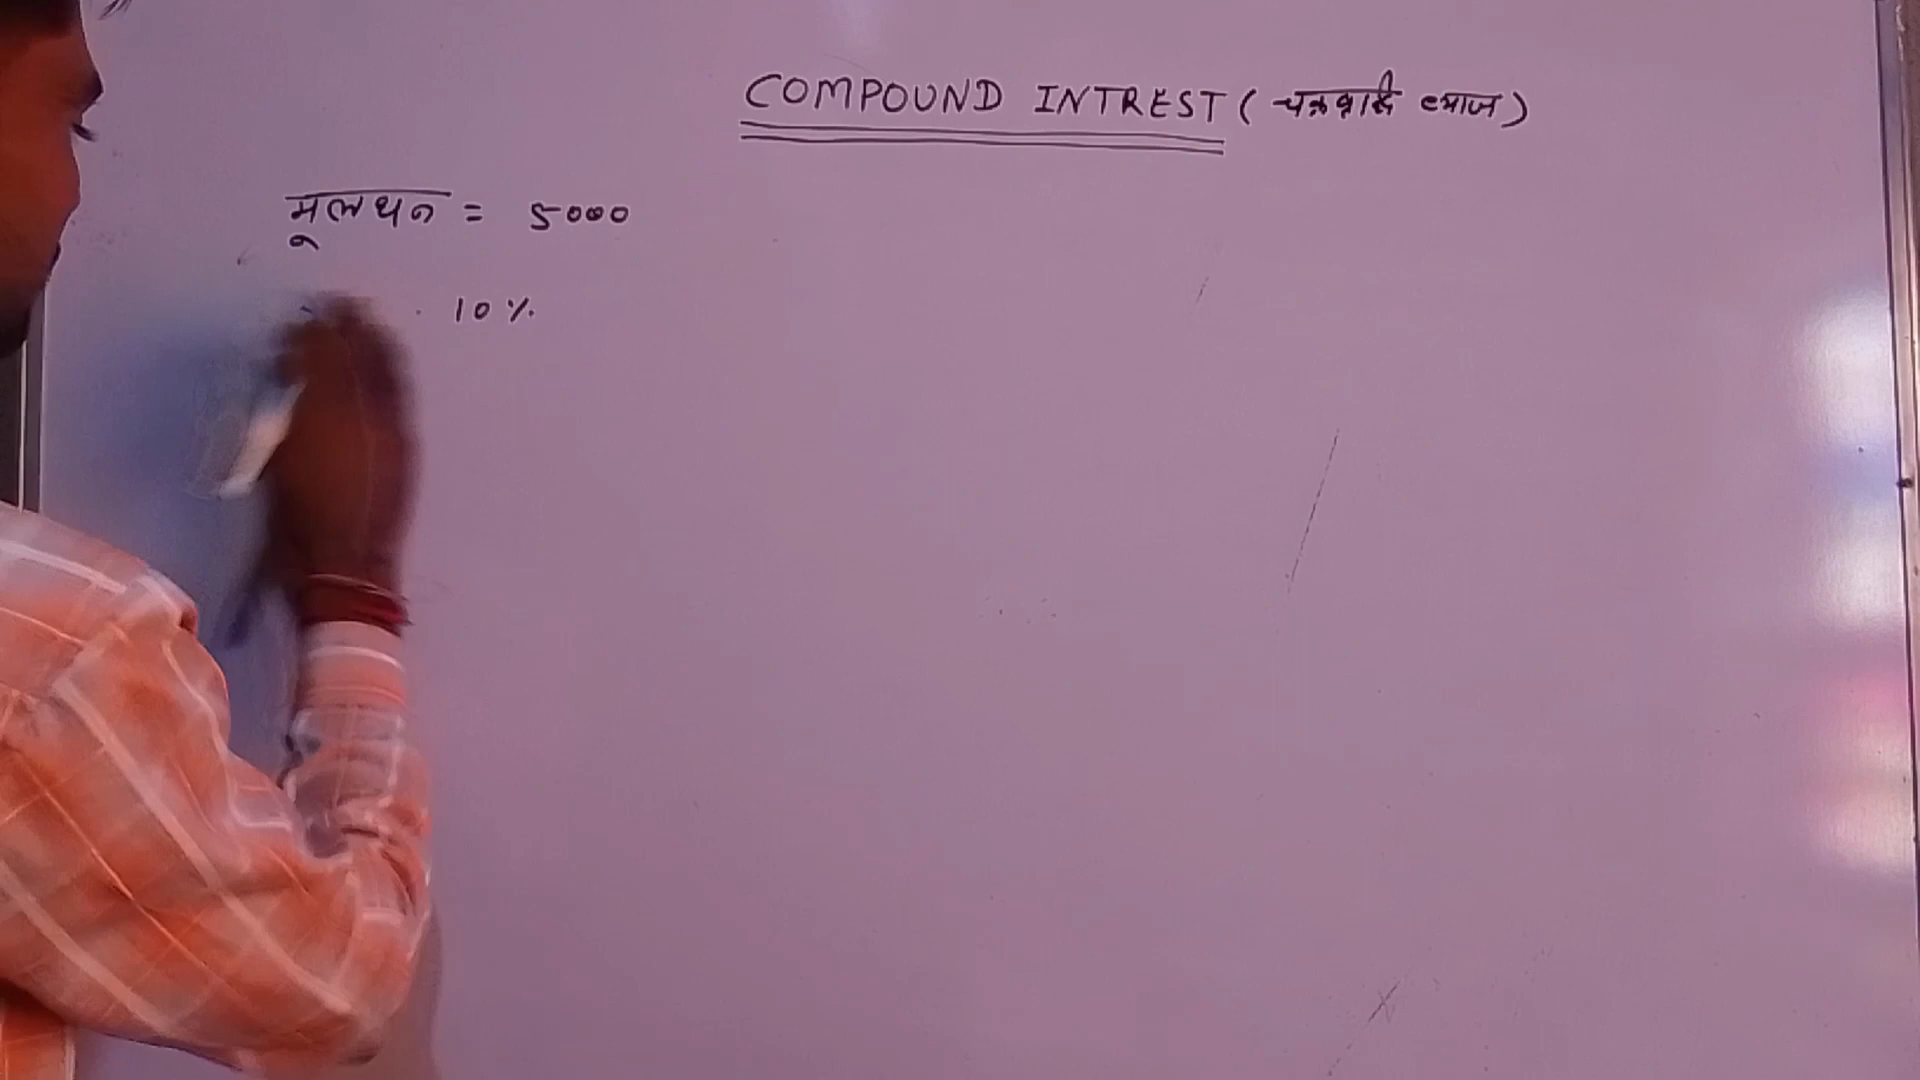 COMPOUND INTREST ( चक्रवृद्धि ब्याज )
मूलधन = 5000
10 %.